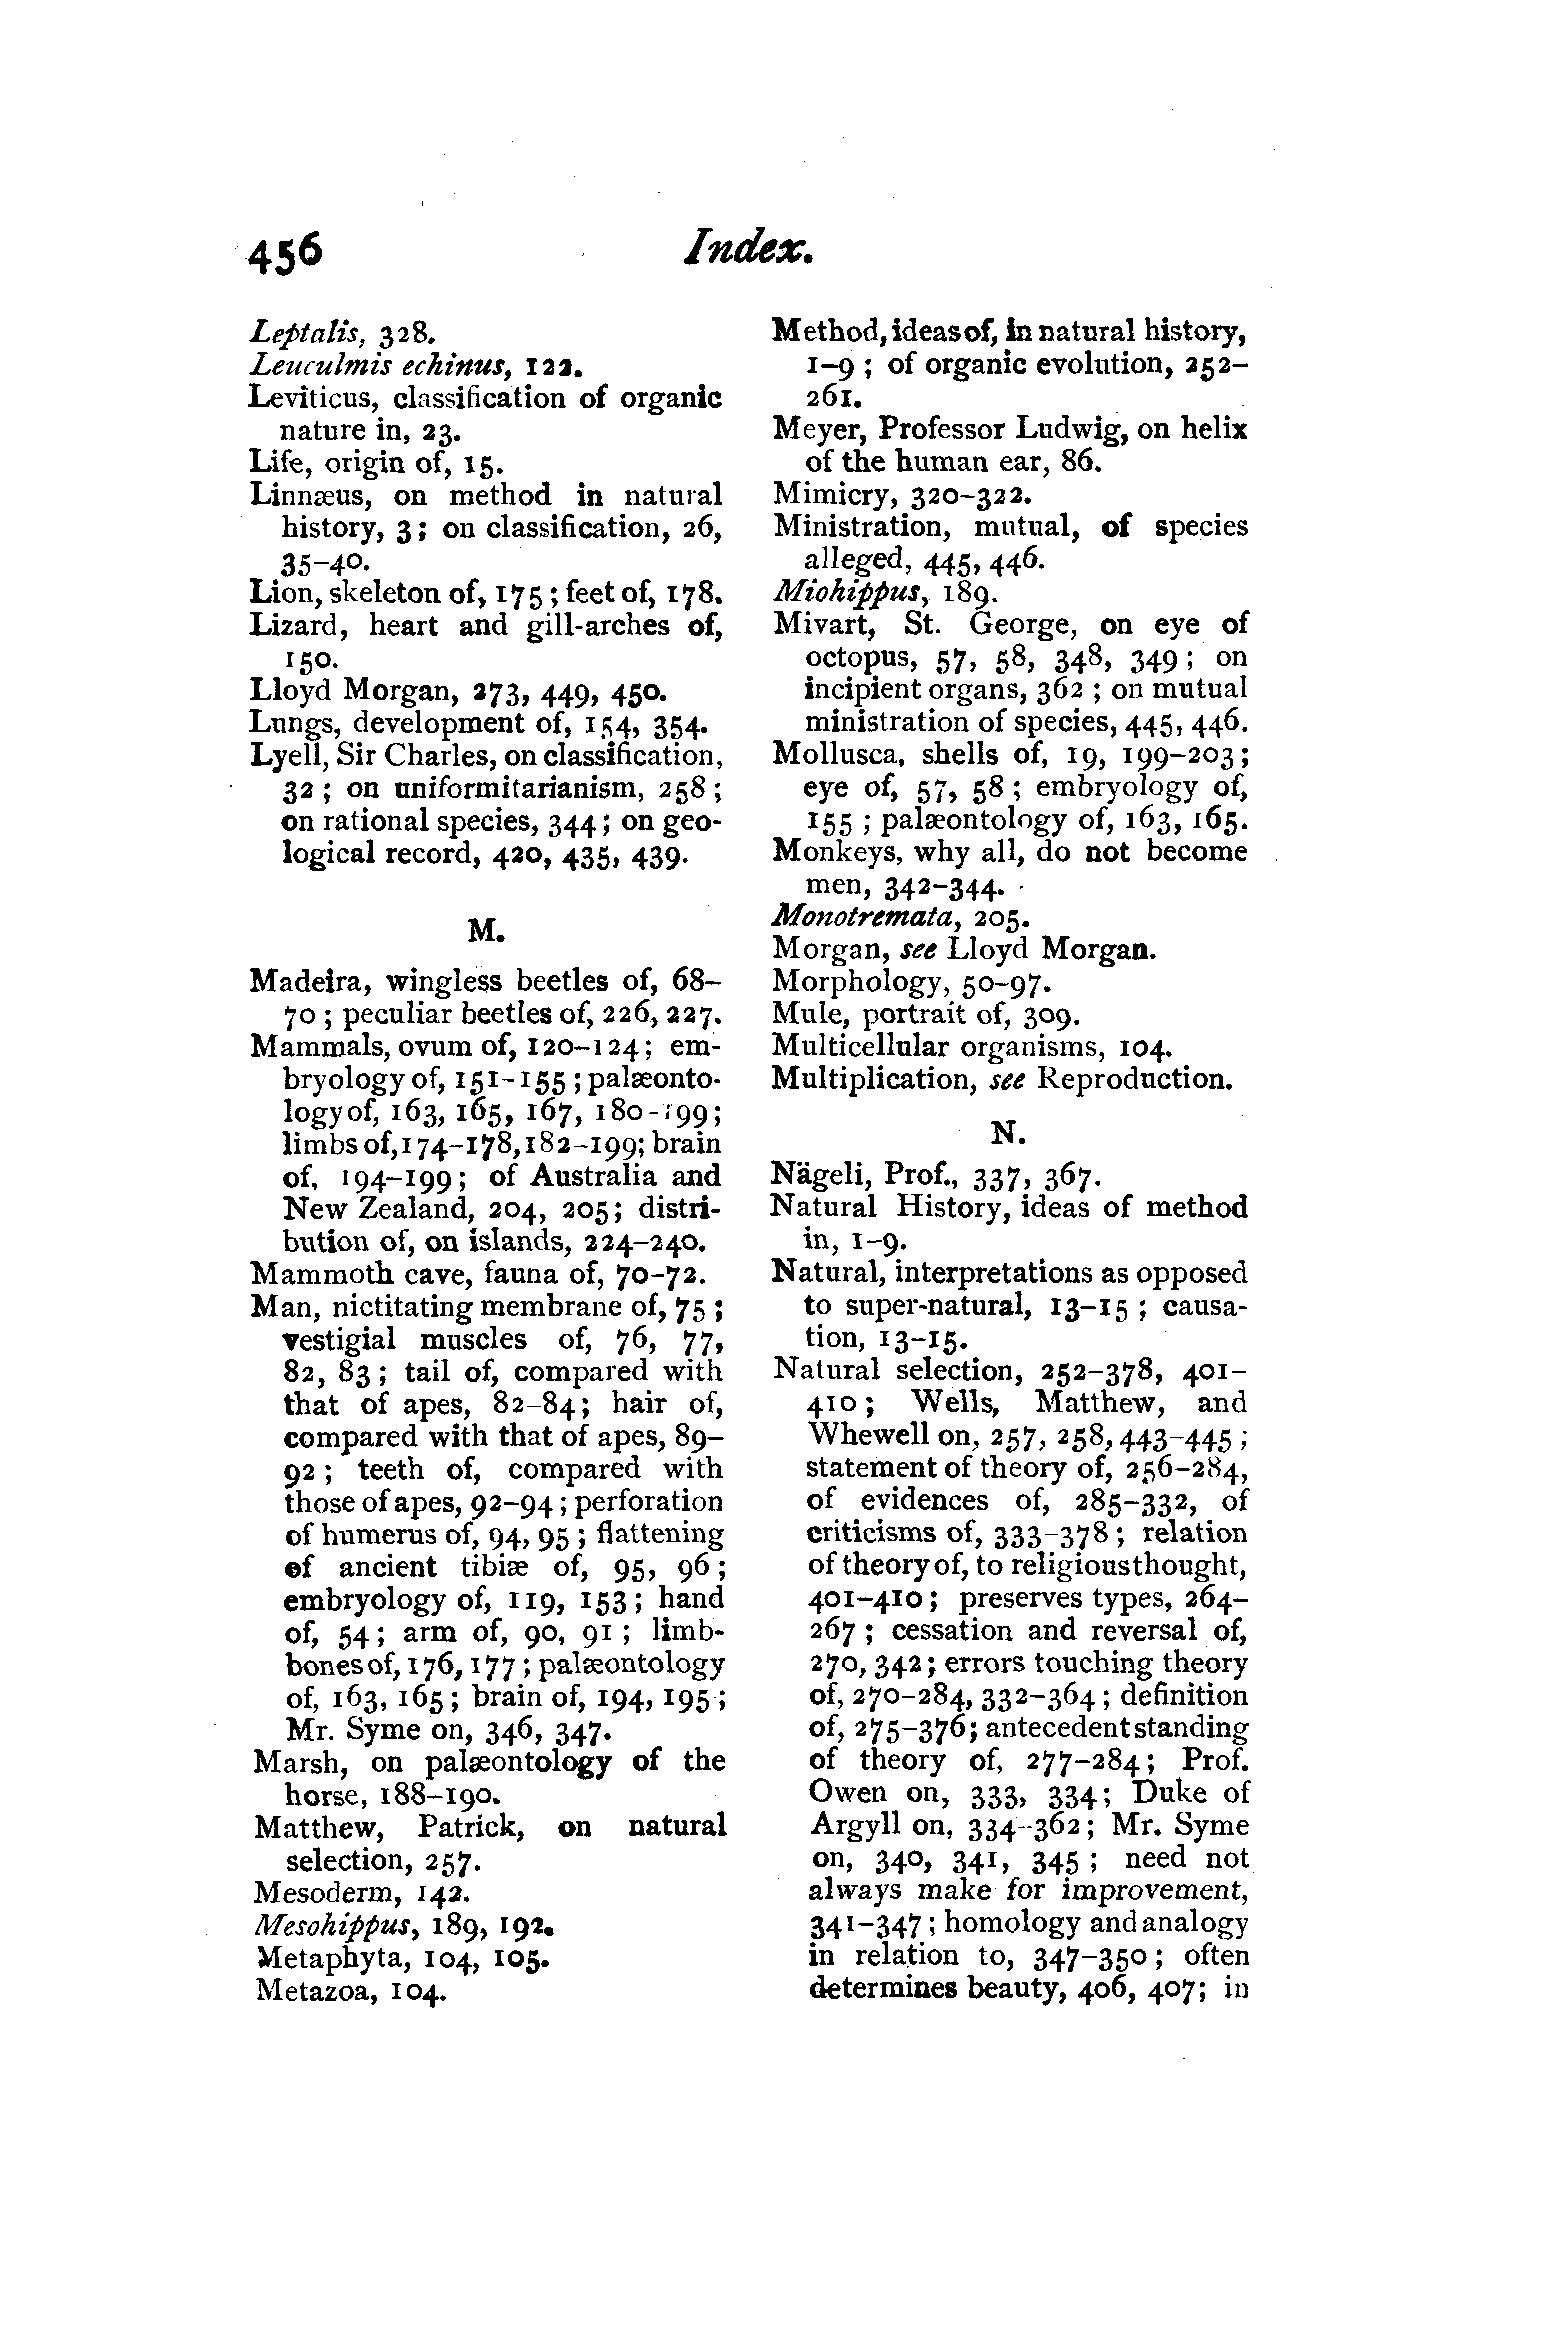 456
Index.
Leptalis, 328.
Leuculmis echinus, 122.
Leviticus, classification of organic
nature in, 23.
Life, origin of, 15.
Linnæus, on method in natural
history, 3; on classification, 26,
35–40.
Lion, skeleton of, 175; feet of, 178.
Lizard, heart and gill-arches of,
150.
Lloyd Morgan, 273, 449, 450.
Lungs, development of, 154, 354.
Lyell, Sir Charles, on classification,
32; on uniformitarianism, 258;
on rational species, 344; on geo-
logical record, 420, 435, 439.
M.
Madeira, wingless beetles of, 68–
70; peculiar beetles of, 226, 227.
Mammals, ovum of, 120–124; em-
bryology of, 151–155; palæonto-
logy of, 163, 165, 167, 180–199;
limbs of, 174–178, 182–199; brain
of, 194–199; of Australia and
New Zealand, 204, 205; distri-
bution of, on islands, 224–240.
Mammoth cave, fauna of, 70–72.
Man, nictitating membrane of, 75;
vestigial muscles of, 76, 77,
82, 83; tail of, compared with
that of apes, 82–84; hair of,
compared with that of apes, 89–
92; teeth of, compared with
those of apes, 92–94; perforation
of humerus of, 94, 95; flattening
of ancient tibiæ of, 95, 96;
embryology of, 119, 153; hand
of, 54; arm of, 90, 91; limb-
bones of, 176, 177; palæontology
of, 163, 165; brain of, 194, 195;
Mr. Syme on, 346, 347.
Marsh, on palæontology of the
horse, 188–190.
Matthew, Patrick, on natural
selection, 257.
Mesoderm, 142.
Mesohippus, 189, 192.
Metaphyta, 104, 105.
Metazoa, 104.
Method, ideas of, in natural history,
1–9; of organic evolution, 252–
261.
Meyer, Professor Ludwig, on helix
of the human ear, 86.
Mimicry, 320–322.
Ministration, mutual, of species
alleged, 445, 446.
Miohippus, 189.
Mivart, St. George, on eye of
octopus, 57, 58, 348, 349; on
incipient organs, 362; on mutual
ministration of species, 445, 446.
Mollusca, shells of, 19, 199–203;
eye of, 57, 58; embryology of,
155; palæontology of, 163, 165.
Monkeys, why all, do not become
men, 342–344.
Monotremata, 205.
Morgan, see Lloyd Morgan.
Morphology, 50–97.
Mule, portrait of, 309.
Multicellular organisms, 104.
Multiplication, see Reproduction.
N.
Nägeli, Prof., 337, 367.
Natural History, ideas of method
in, 1–9.
Natural, interpretations as opposed
to super-natural, 13–15; causa-
tion, 13–15.
Natural selection, 252–378, 401–
410; Wells, Matthew, and
Whewell on, 257, 258, 443–445;
statement of theory of, 256–284,
of evidences of, 285–332, of
criticisms of, 333–378; relation
of theory of, to religious thought,
401–410; preserves types, 264–
267; cessation and reversal of,
270, 342; errors touching theory
of, 270–284, 332–364; definition
of, 275–376; antecedent standing
of theory of, 277–284; Prof.
Owen on, 333, 334; Duke of
Argyll on, 334–362; Mr. Syme
on, 340, 341, 345; need not
always make for improvement,
341–347; homology and analogy
in relation to, 347–350; often
determines beauty, 406, 407; in